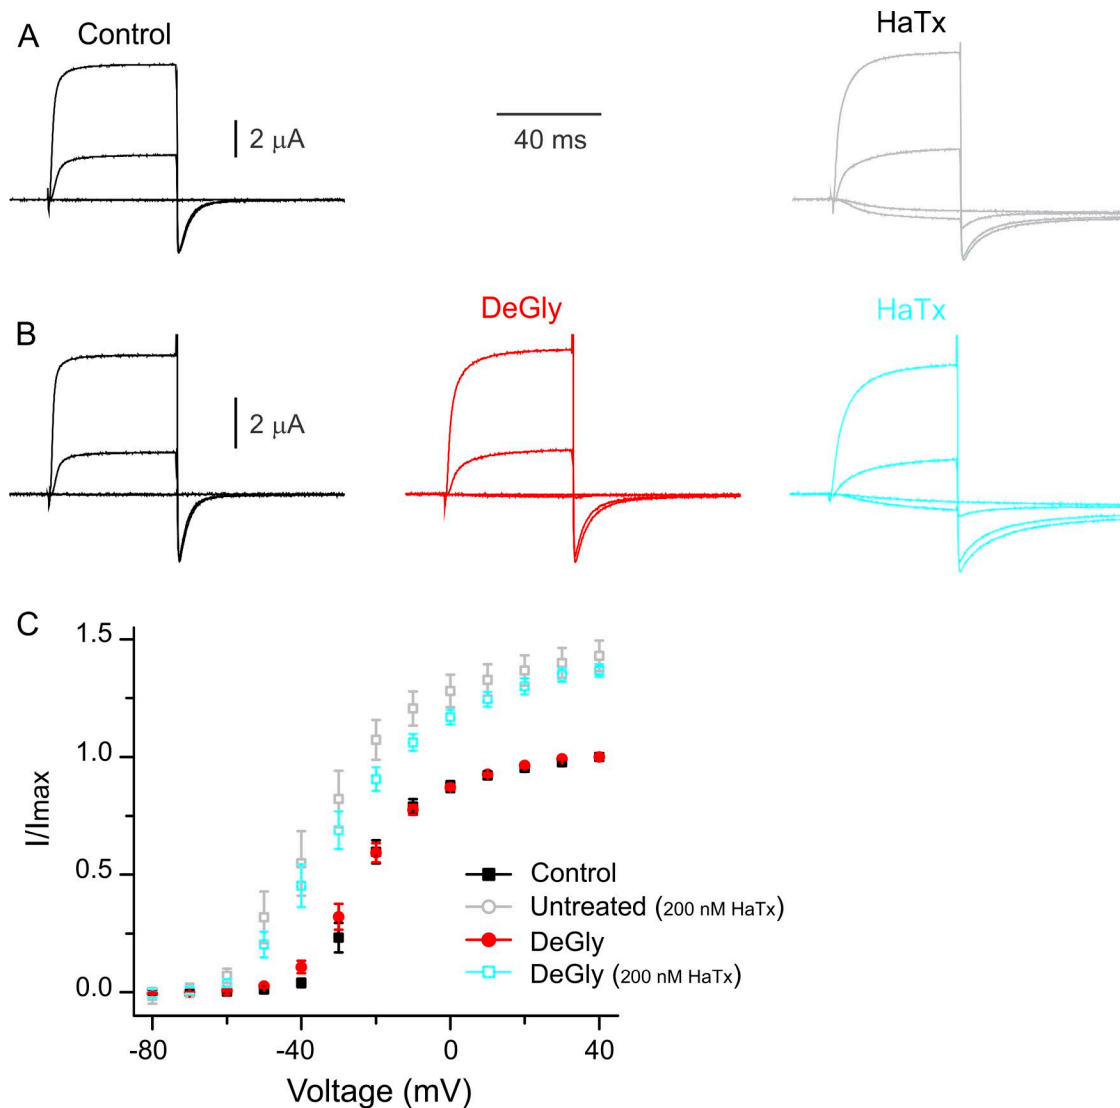 A
Control
HaTx
2 μA
40 ms
B
DeGly
HaTx
2 μA
C
1.5
1.0
0.5
0.0
I/Imax
Control
Untreated (200 nM HaTx)
DeGly
DeGly (200 nM HaTx)
-80
-40
0
40
Voltage (mV)